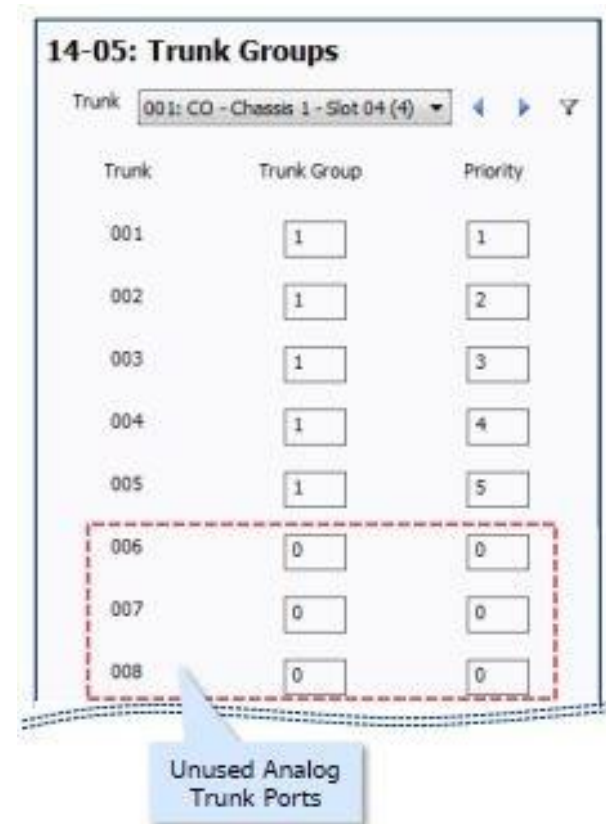 14-05: Trunk Groups
Trunk 001: CO - Chassis 1 - Slot 04 (4)
Trunk Trunk Group Priority
001 1 1
002 1 2
003 1 3
004 1 4
005 1 5
006 0 0
007 0 0
008 0 0
Unused Analog
Trunk Ports